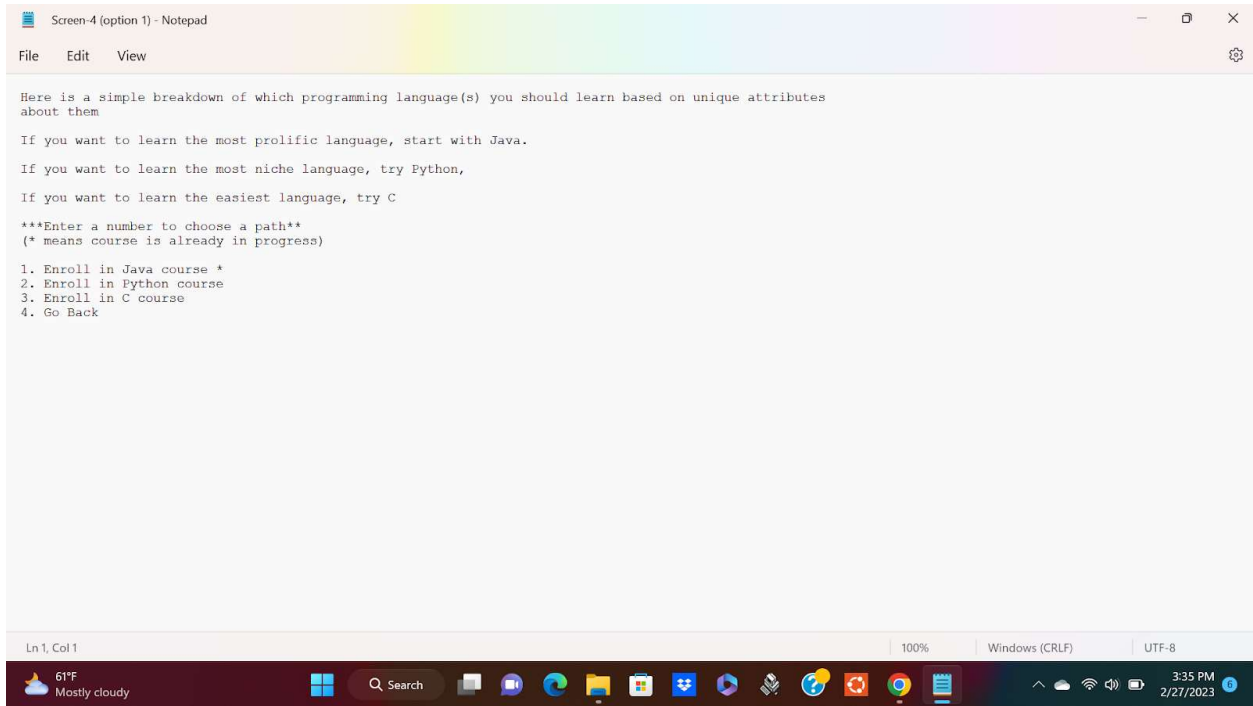 Screen-4 (option 1) - Notepad
File Edit View
Here is a simple breakdown of which programming language(s) you should learn based on unique attributes
about them
If you want to learn the most prolific language, start with Java.
If you want to learn the most niche language, try Python,
If you want to learn the easiest language, try C
***Enter a number to choose a path**
(* means course is already in progress)
1. Enroll in Java course *
2. Enroll in Python course
3. Enroll in C course
4. Go Back
Ln 1, Col 1 100% Windows (CRLF) UTF-8
61°F
Mostly cloudy
Search
3:35 PM
2/27/2023
6